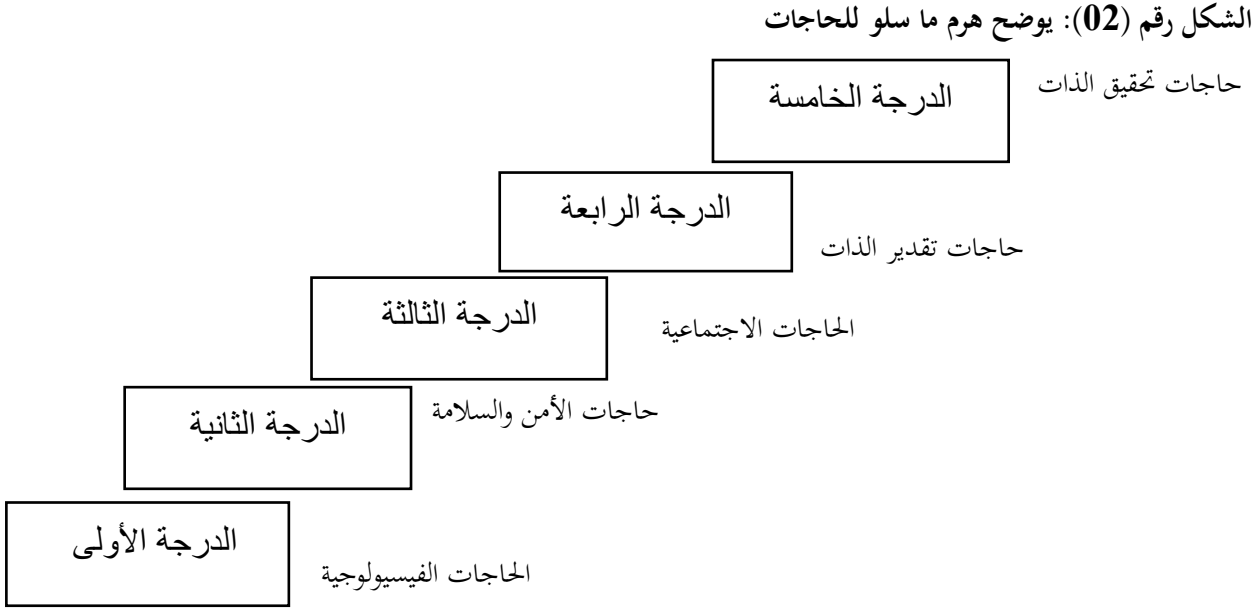 الشكل رقم (02): يوضح هرم ما سلو للحاجات
حاجات تحقيق الذات
الدرجة الخامسة
الدرجة الرابعة
حاجات تقدير الذات
الدرجة الثالثة
الحاجات الاجتماعية
حاجات الأمن والسلامة
الدرجة الثانية
الدرجة الأولى
الحاجات الفيسيولوجية